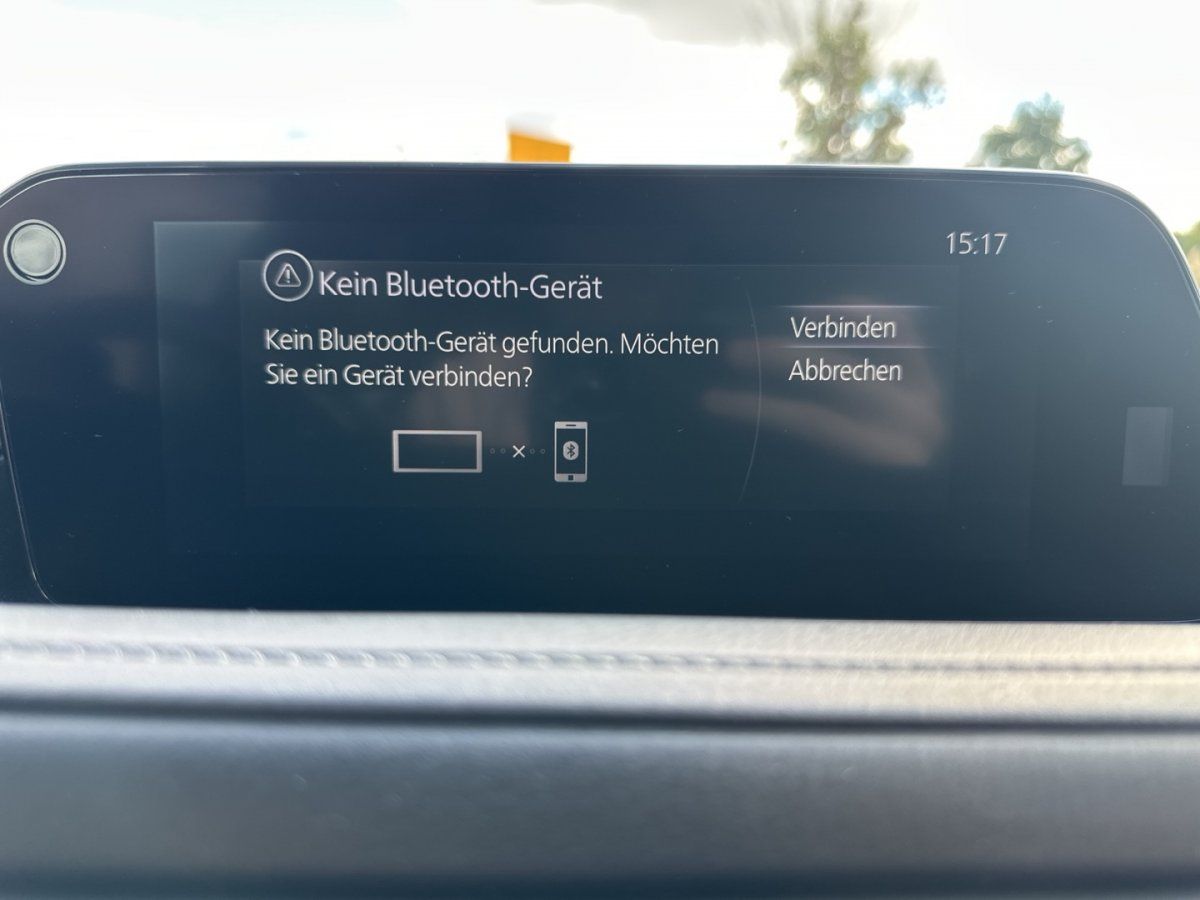 15:17
Kein Bluetooth-Gerät
Kein Bluetooth-Gerät gefunden. Möchten
Sie ein Gerät verbinden?
Verbinden
Abbrechen